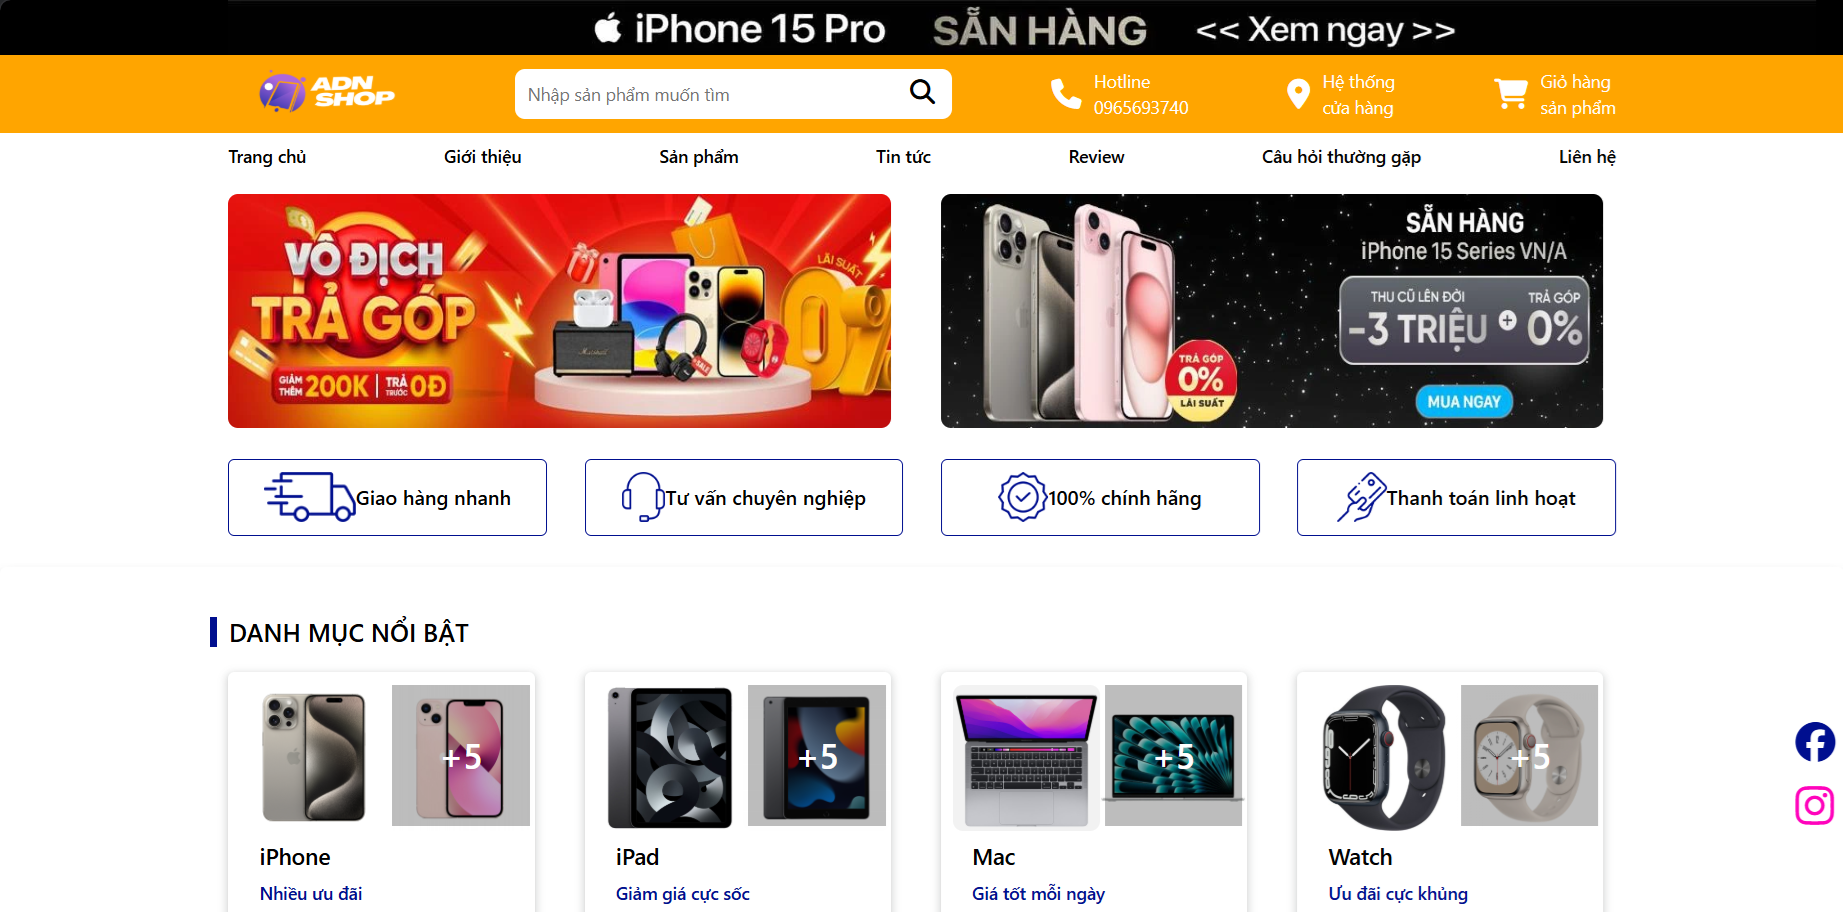 iPhone 15 Pro SẴN HÀNG << Xem ngay >>
ADN
SHOP
Nhập sản phẩm muốn tìm
Hotline
0965693740
Hệ thống
cửa hàng
Giỏ hàng
sản phẩm
Trang chủ Giới thiệu Sản phẩm Tin tức Review Câu hỏi thường gặp Liên hệ
VÔ ĐỊCH
TRẢ GÓP
GIẢM
THÊM 200K
TRẢ
TRƯỚC 0Đ
Marshall
SALE
LÃI SUẤT
0%
SẴN HÀNG
iPhone 15 Series VN/A
THU CŨ LÊN ĐỜI
-3 TRIỆU
+
TRẢ GÓP
0%
TRẢ GÓP
0%
LÃI SUẤT
MUA NGAY
Giao hàng nhanh
Tư vấn chuyên nghiệp
100% chính hãng
Thanh toán linh hoạt
DANH MỤC NỔI BẬT
+5
iPhone
Nhiều ưu đãi
+5
iPad
Giảm giá cực sốc
+5
Mac
Giá tốt mỗi ngày
+5
Watch
Ưu đãi cực khủng